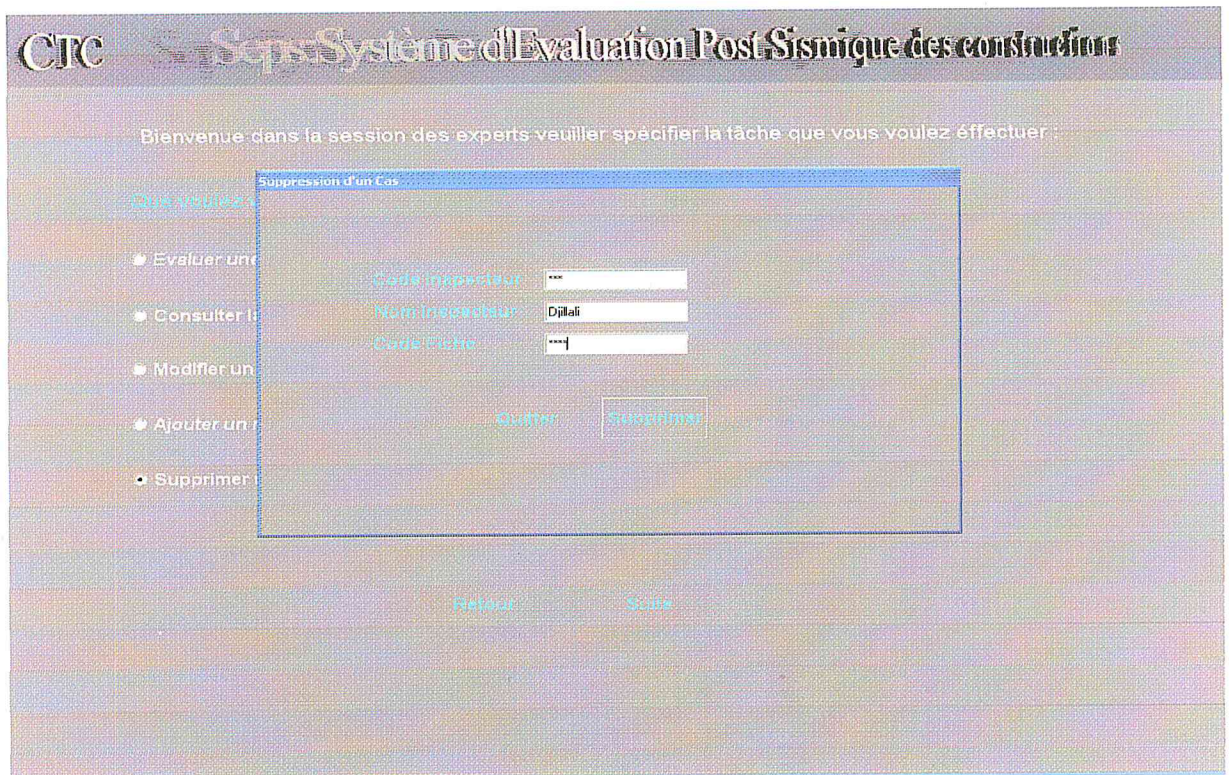 CTC
Seps Système d'Evaluation Post Sismique des constructions
Bienvenue dans la session des experts veuiller spécifier la tâche que vous voulez éffectuer :
Suppression d'un Cas
Que voulez v
Evaluer une
Code Inspecteur ***
Consulter l
Nom Inspecteur Djillali
Code Fiche ****
Modifier un
Ajouter un
Quitter Supprimer
Supprimer
Retour Suite